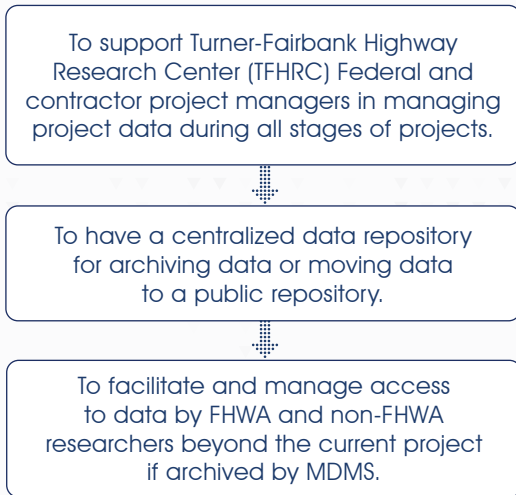 To support Turner-Fairbank Highway
Research Center (TFHRC) Federal and
contractor project managers in managing
project data during all stages of projects.
To have a centralized data repository
for archiving data or moving data
to a public repository.
To facilitate and manage access
to data by FHWA and non-FHWA
researchers beyond the current project
if archived by MDMS.